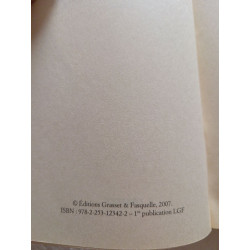 © Éditions Grasset & Fasquelle, 2007.
ISBN : 978-2-253-12342-2 – 1re publication LGF